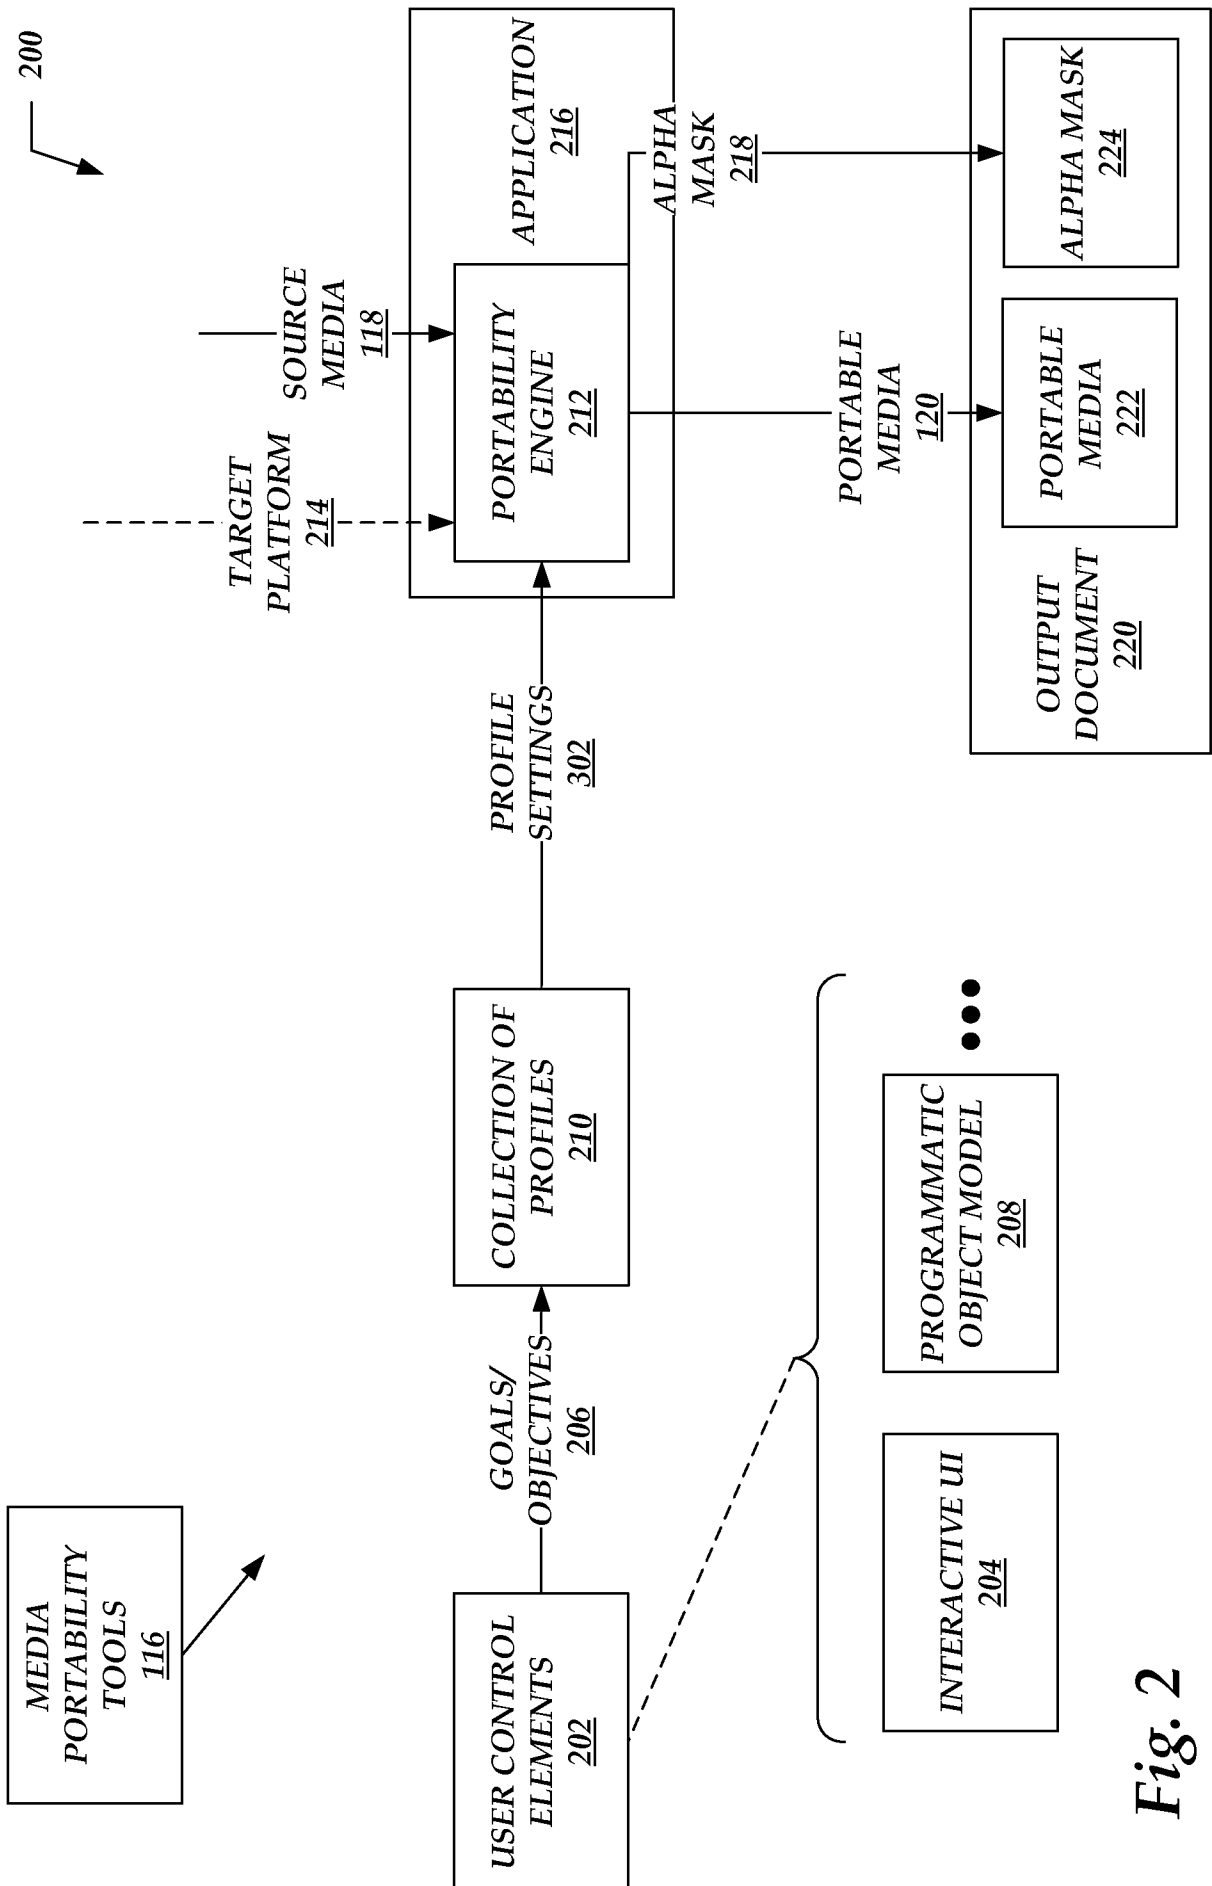 200
MEDIA
PORTABILITY
TOOLS
116
TARGET
PLATFORM
214
SOURCE
MEDIA
118
USER CONTROL
ELEMENTS
202
GOALS/
OBJECTIVES
206
COLLECTION OF
PROFILES
210
PROFILE
SETTINGS
302
PORTABILITY
ENGINE
212
APPLICATION
216
ALPHA
MASK
218
PORTABLE
MEDIA
120
INTERACTIVE UI
204
PROGRAMMATIC
OBJECT MODEL
208
OUTPUT
DOCUMENT
220
PORTABLE
MEDIA
222
ALPHA MASK
224
Fig. 2